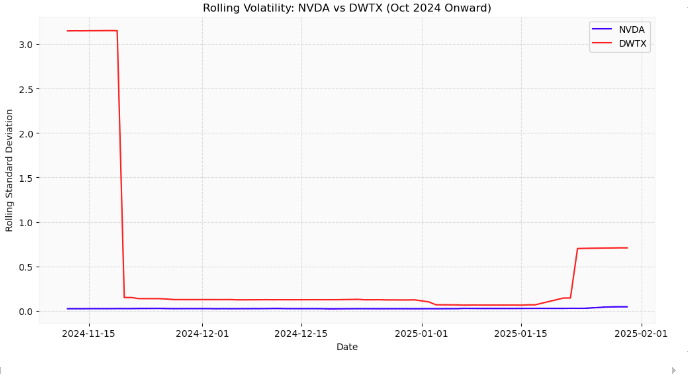 Rolling Volatility: NVDA vs DWTX (Oct 2024 Onward)
NVDA
DWTX
3.0
2.5
2.0
1.5
1.0
0.5
0.0
Rolling Standard Deviation
2024-11-15
2024-12-01
2024-12-15
2025-01-01
2025-01-15
2025-02-01
Date